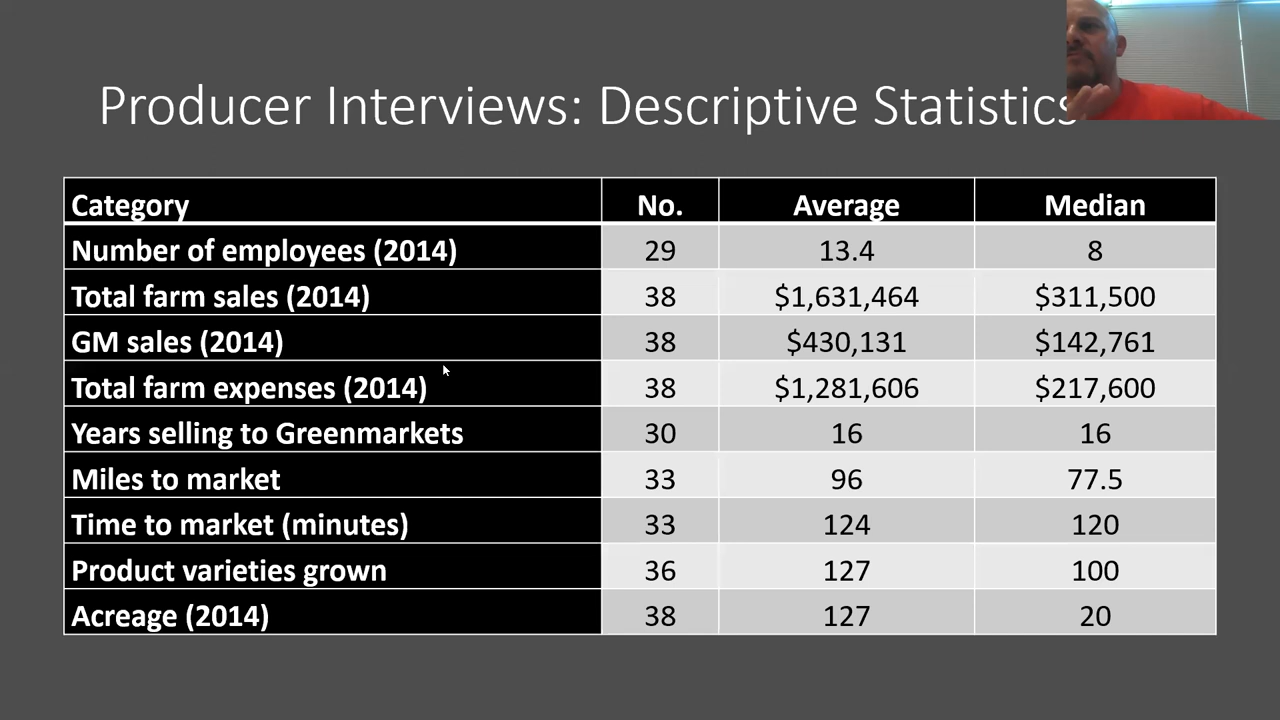 Producer Interviews: Descriptive Statistics
Category No. Average Median
Number of employees (2014) 29 13.4 8
Total farm sales (2014) 38 $1,631,464 $311,500
GM sales (2014) 38 $430,131 $142,761
Total farm expenses (2014) 38 $1,281,606 $217,600
Years selling to Greenmarkets 30 16 16
Miles to market 33 96 77.5
Time to market (minutes) 33 124 120
Product varieties grown 36 127 100
Acreage (2014) 38 127 20